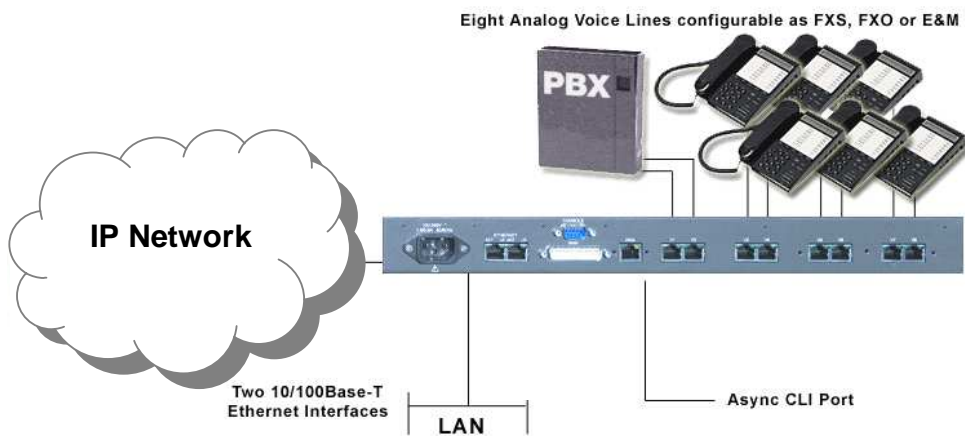 Eight Analog Voice Lines configurable as FXS, FXO or E&M
PBX
IP Network
Two 10/100Base-T
Ethernet Interfaces
LAN
Async CLI Port